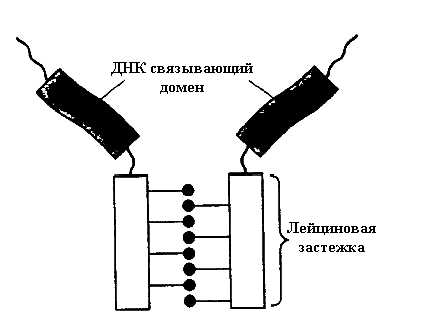 ДНК связывающий
домен
Лейциновая
застежка